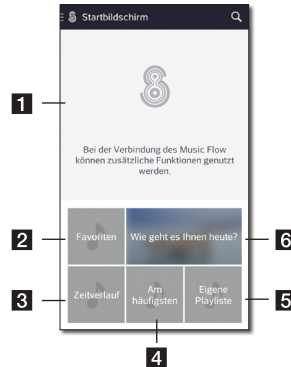 Startbildschirm
1
Bei der Verbindung des Music Flow
können zusätzliche Funktionen genutzt
werden.
2
Favoriten
Wie geht es Ihnen heute?
6
3
Zeitverlauf
Am
häufigsten
Eigene
Playliste
5
4